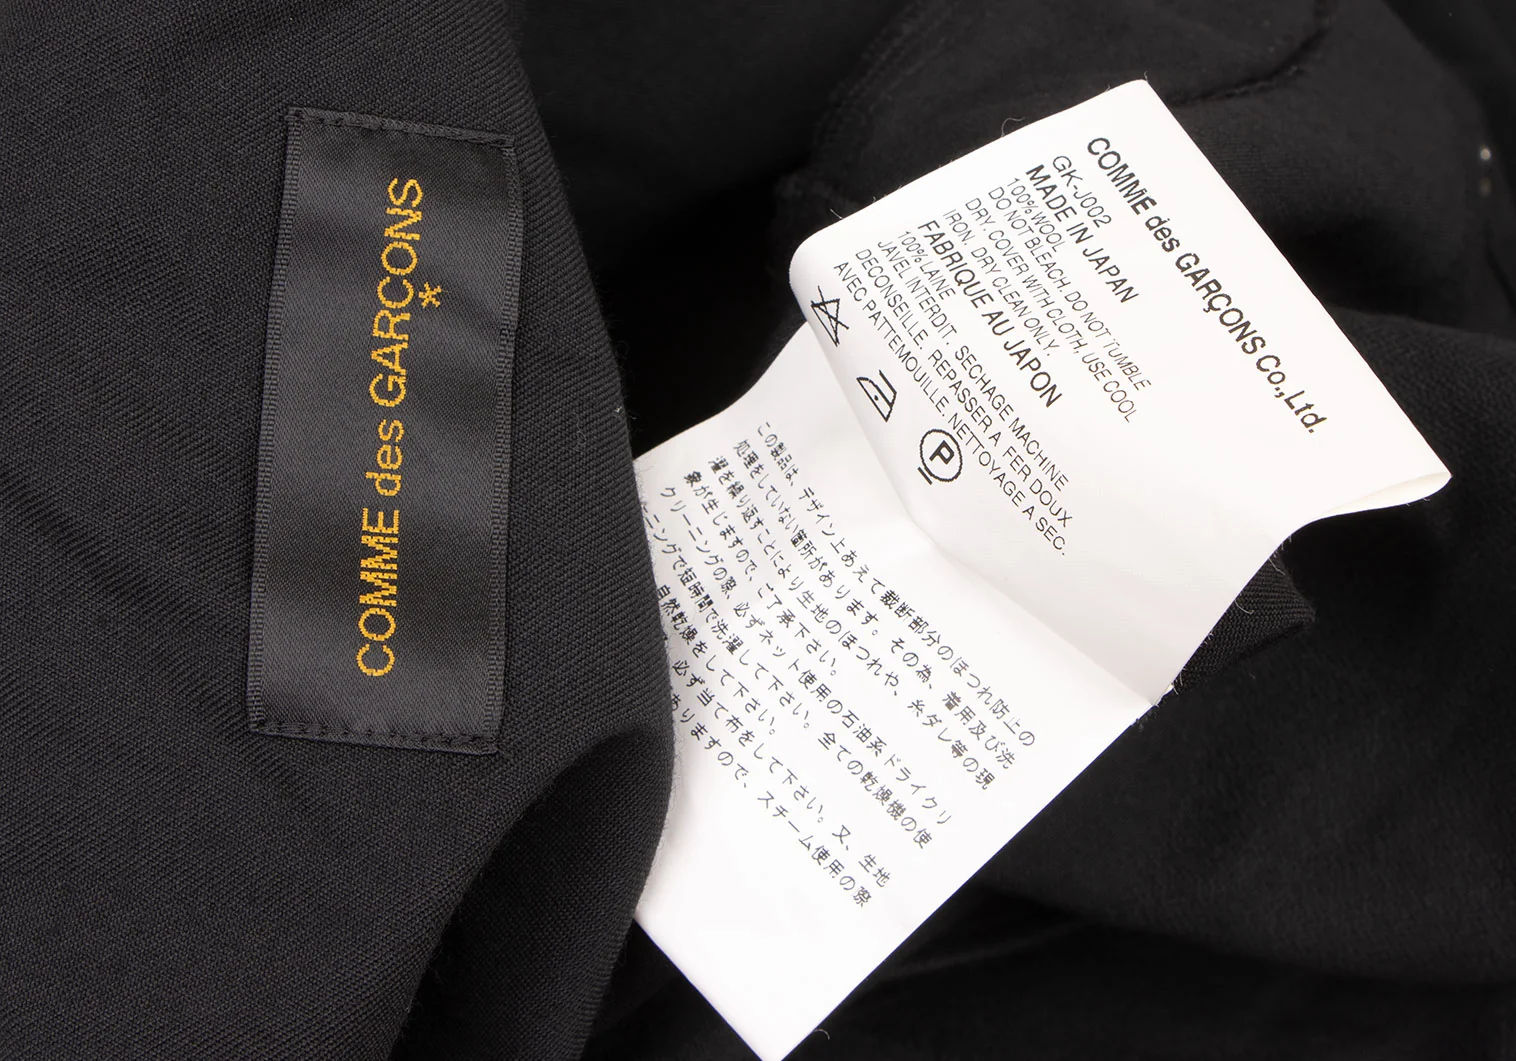 COMME des GARÇONS
*
COMME des GARÇONS Co.,Ltd.
GK-J002
MADE IN JAPAN
100% WOOL
DO NOT BLEACH, DO NOT TUMBLE
DRY, COVER WITH CLOTH, USE COOL
IRON, DRY CLEAN ONLY.
FABRIQUE AU JAPON
100% LAINE
JAVEL INTERDIT. SECHAGE MACHINE
DECONSEILLE. REPASSER A FER DOUX
AVEC PATTEMOUILLE. NETTOYAGE A SEC.
P
この製品は、デザイン上あえて裁断部分のほつれ防止の
処理をしていない箇所があります。その為、着用及び洗
濯を繰り返すことにより生地のほつれや、糸ダレ等の現
象が生じますので、ご了承下さい。
クリーニングの際 必ずネット使用の石油系ドライクリ
ニングで短時間で洗濯して下さい。全ての乾燥機の使
自然乾燥をして下さい。
必ず当て布をして下さい。又、生地
ありますので、スチーム使用の際